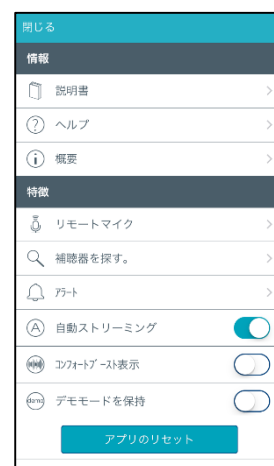 閉じる
情報
説明書
? ヘルプ
i 概要
特徴
リモートマイク
補聴器を探す。
ｱﾗｰﾄ
A 自動ストリーミング
ｺﾝﾌｫｰﾄﾌﾞｰｽﾄ表示
demo デモモードを保持
アプリのリセット